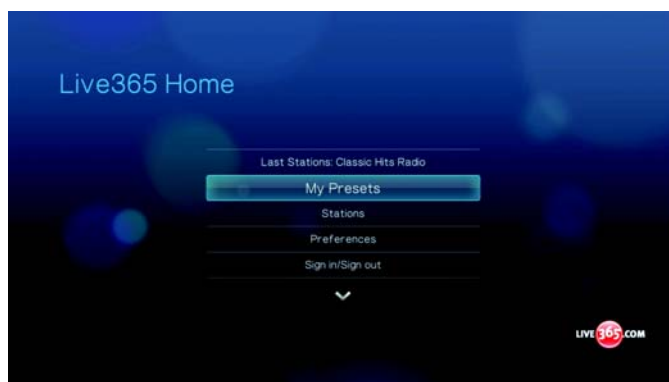 Live365 Home
Last Stations: Classic Hits Radio
My Presets
Stations
Preferences
Sign in/Sign out
LIVE365.COM